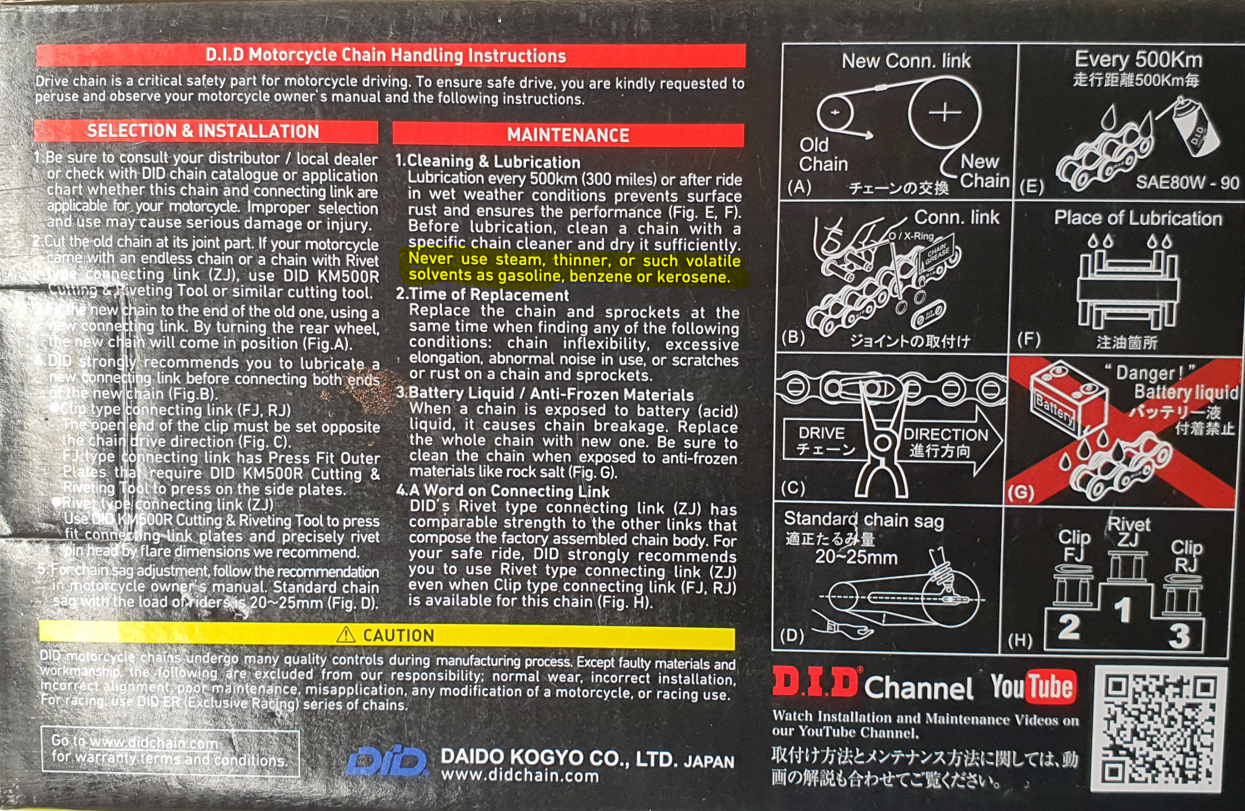 D.I.D Motorcycle Chain Handling Instructions
Drive chain is a critical safety part for motorcycle driving. To ensure safe drive, you are kindly requested to
peruse and observe your motorcycle owner's manual and the following instructions.
SELECTION & INSTALLATION
1.Be sure to consult your distributor / local dealer
or check with DID chain catalogue or application
chart whether this chain and connecting link are
applicable for your motorcycle. Improper selection
and use may cause serious damage or injury.
2.Cut the old chain at its joint part. If your motorcycle
came with an endless chain or a chain with Rivet
type connecting link (ZJ), use DID KM500R
Cutting & Riveting Tool or similar cutting tool.
the new chain to the end of the old one, using a
new connecting link. By turning the rear wheel,
the new chain will come in position (Fig.A).
4.DID strongly recommends you to lubricate a
new connecting link before connecting both ends
of the new chain (Fig.B).
●Clip type connecting link (FJ, RJ)
The open end of the clip must be set opposite
the chain drive direction (Fig. C).
FJ type connecting link has Press Fit Outer
Plates that require DID KM500R Cutting &
Riveting Tool to press on the side plates.
●Rivet type connecting link (ZJ)
Use DID KM500R Cutting & Riveting Tool to press
fit connecting link plates and precisely rivet
pin head by flare dimensions we recommend.
5.For chain sag adjustment, follow the recommendation
in motorcycle owner's manual. Standard chain
sag with the load of riders is 20~25mm (Fig. D).
MAINTENANCE
1.Cleaning & Lubrication
Lubrication every 500km (300 miles) or after ride
in wet weather conditions prevents surface
rust and ensures the performance (Fig. E, F).
Before lubrication, clean a chain with a
specific chain cleaner and dry it sufficiently.
Never use steam, thinner, or such volatile
solvents as gasoline, benzene or kerosene.
2.Time of Replacement
Replace the chain and sprockets at the
same time when finding any of the following
conditions: chain inflexibility, excessive
elongation, abnormal noise in use, or scratches
or rust on a chain and sprockets.
3.Battery Liquid / Anti-Frozen Materials
When a chain is exposed to battery (acid)
liquid, it causes chain breakage. Replace
the whole chain with new one. Be sure to
clean the chain when exposed to anti-frozen
materials like rock salt (Fig. G).
4.A Word on Connecting Link
DID's Rivet type connecting link (ZJ) has
comparable strength to the other links that
compose the factory assembled chain body. For
your safe ride, DID strongly recommends
you to use Rivet type connecting link (ZJ)
even when Clip type connecting link (FJ, RJ)
is available for this chain (Fig. H).
CAUTION
DID motorcycle chains undergo many quality controls during manufacturing process. Except faulty materials and
workmanship, the following are excluded from our responsibility; normal wear, incorrect installation,
incorrect alignment, poor maintenance, misapplication, any modification of a motorcycle, or racing use.
For racing, use DID ER (Exclusive Racing) series of chains.
Go to www.didchain.com
for warranty terms and conditions.
DID DAIDO KOGYO CO., LTD. JAPAN
www.didchain.com
New Conn. link
Old
Chain
New
Chain
(A) チェーンの交換
Every 500Km
走行距離500Km毎
D.I.D
(E) SAE80W - 90
Conn. link
O / X-Ring
CHAIN
GREASE
(B) ジョイントの取付け
Place of Lubrication
(F) 注油箇所
DRIVE
チェーン
DIRECTION
進行方向
(C)
"Danger!"
Battery liquid
バッテリー液
付着禁止
Battery
(G)
Standard chain sag
適正たるみ量
20~25mm
(D)
Clip
FJ
Rivet
ZJ
Clip
RJ
2
1
3
(H)
D.I.D® Channel YouTube
Watch Installation and Maintenance Videos on
our YouTube Channel.
取付け方法とメンテナンス方法に関しては、動
画の解説も合わせてご覧ください。